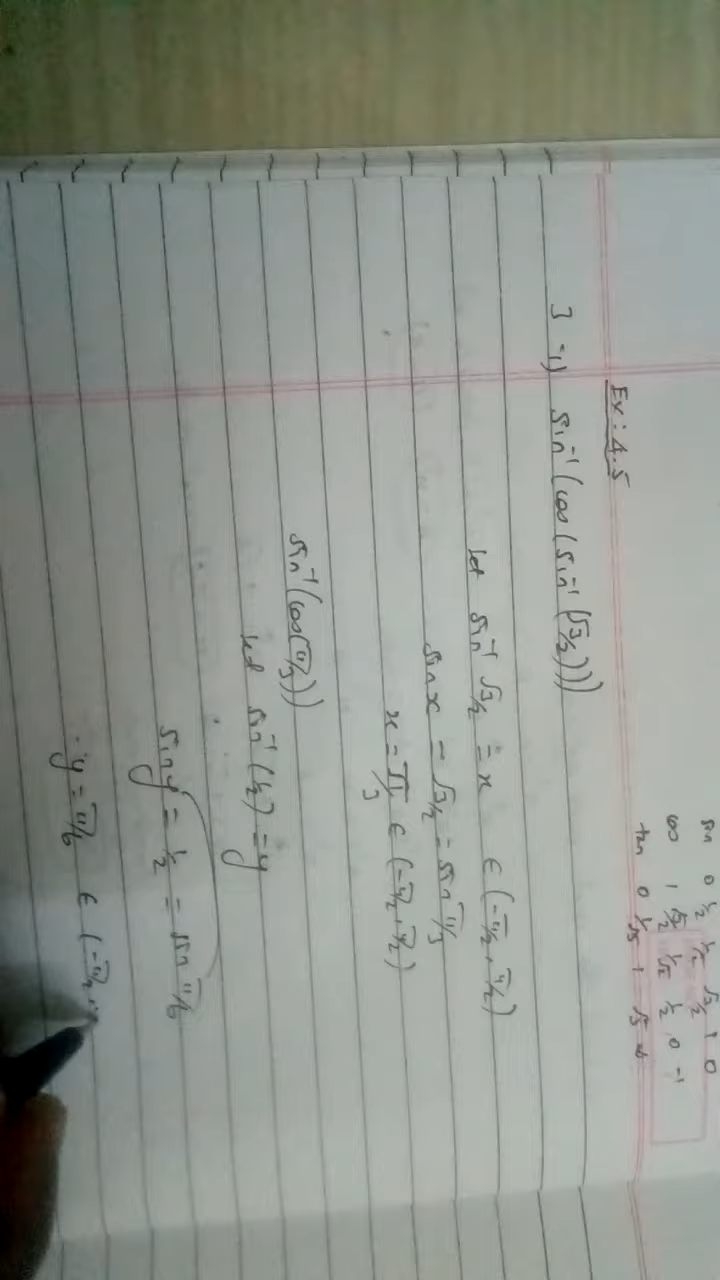 sin 0 1/2 1/√2 √3/2 1 0
cos 1 √3/2 1/√2 1/2 0 -1
tan 0 1/√3 1 √3 ∞
Ex: 4.5
3 i) sin⁻¹(cos(sin⁻¹(√3/2)))
let sin⁻¹ √3/2 = x ∈ (-π/2, π/2)
sin x = √3/2 = sin π/3
x = π/3 ∈ (-π/2, π/2)
sin⁻¹(cos(π/3))
let sin⁻¹(1/2) = y
sin y = 1/2 = sin π/6
y = π/6 ∈ (-π/2,